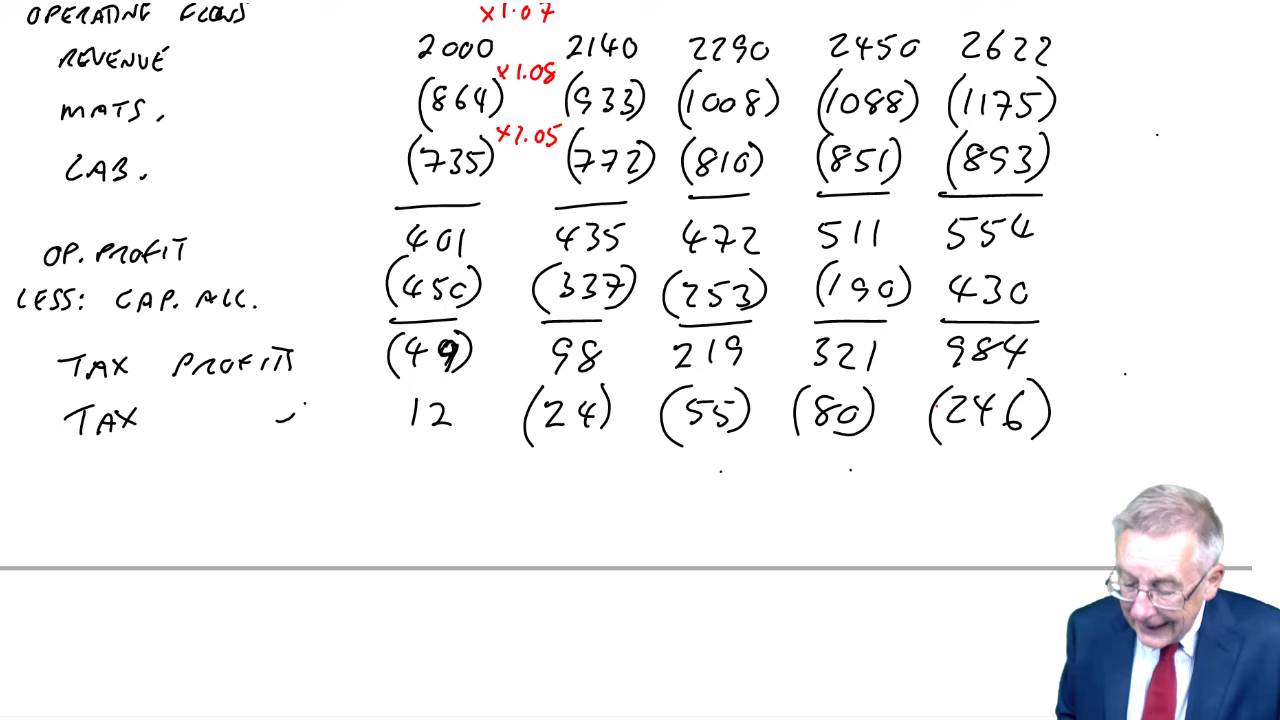 OPERATING FLOWS ×1.07
REVENUE 2000 2140 2290 2450 2622
×1.08
MATS. (864) (933) (1008) (1088) (1175)
×1.05
LAB. (735) (772) (810) (851) (893)
OP. PROFIT 401 435 472 511 554
LESS: CAP. ALL. (450) (337) (253) (190) 430
TAX PROFITS (49) 98 219 321 984
TAX 12 (24) (55) (80) (246)